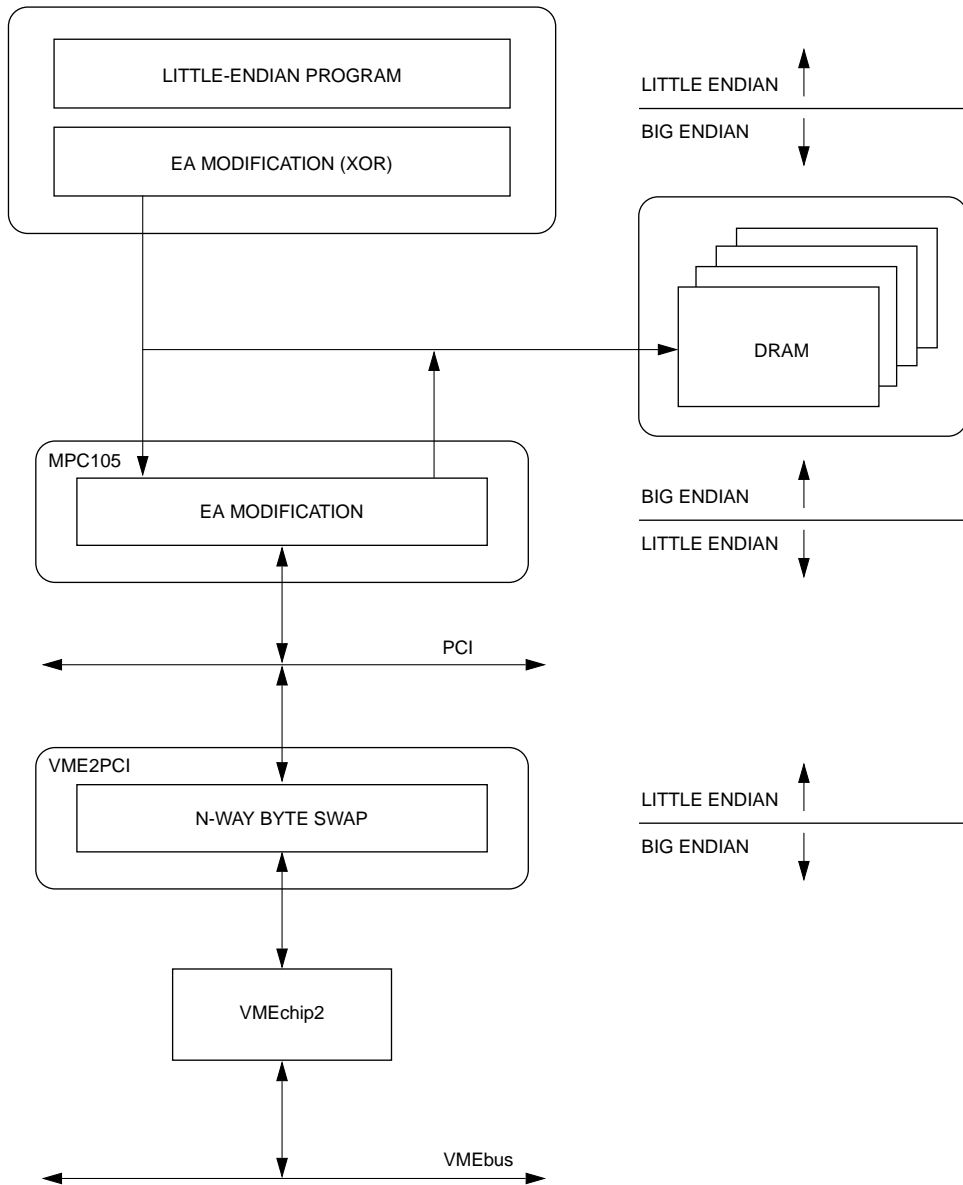 LITTLE-ENDIAN PROGRAM
LITTLE ENDIAN
BIG ENDIAN
EA MODIFICATION (XOR)
DRAM
MPC105
EA MODIFICATION
BIG ENDIAN
LITTLE ENDIAN
PCI
VME2PCI
N-WAY BYTE SWAP
LITTLE ENDIAN
BIG ENDIAN
VMEchip2
VMEbus